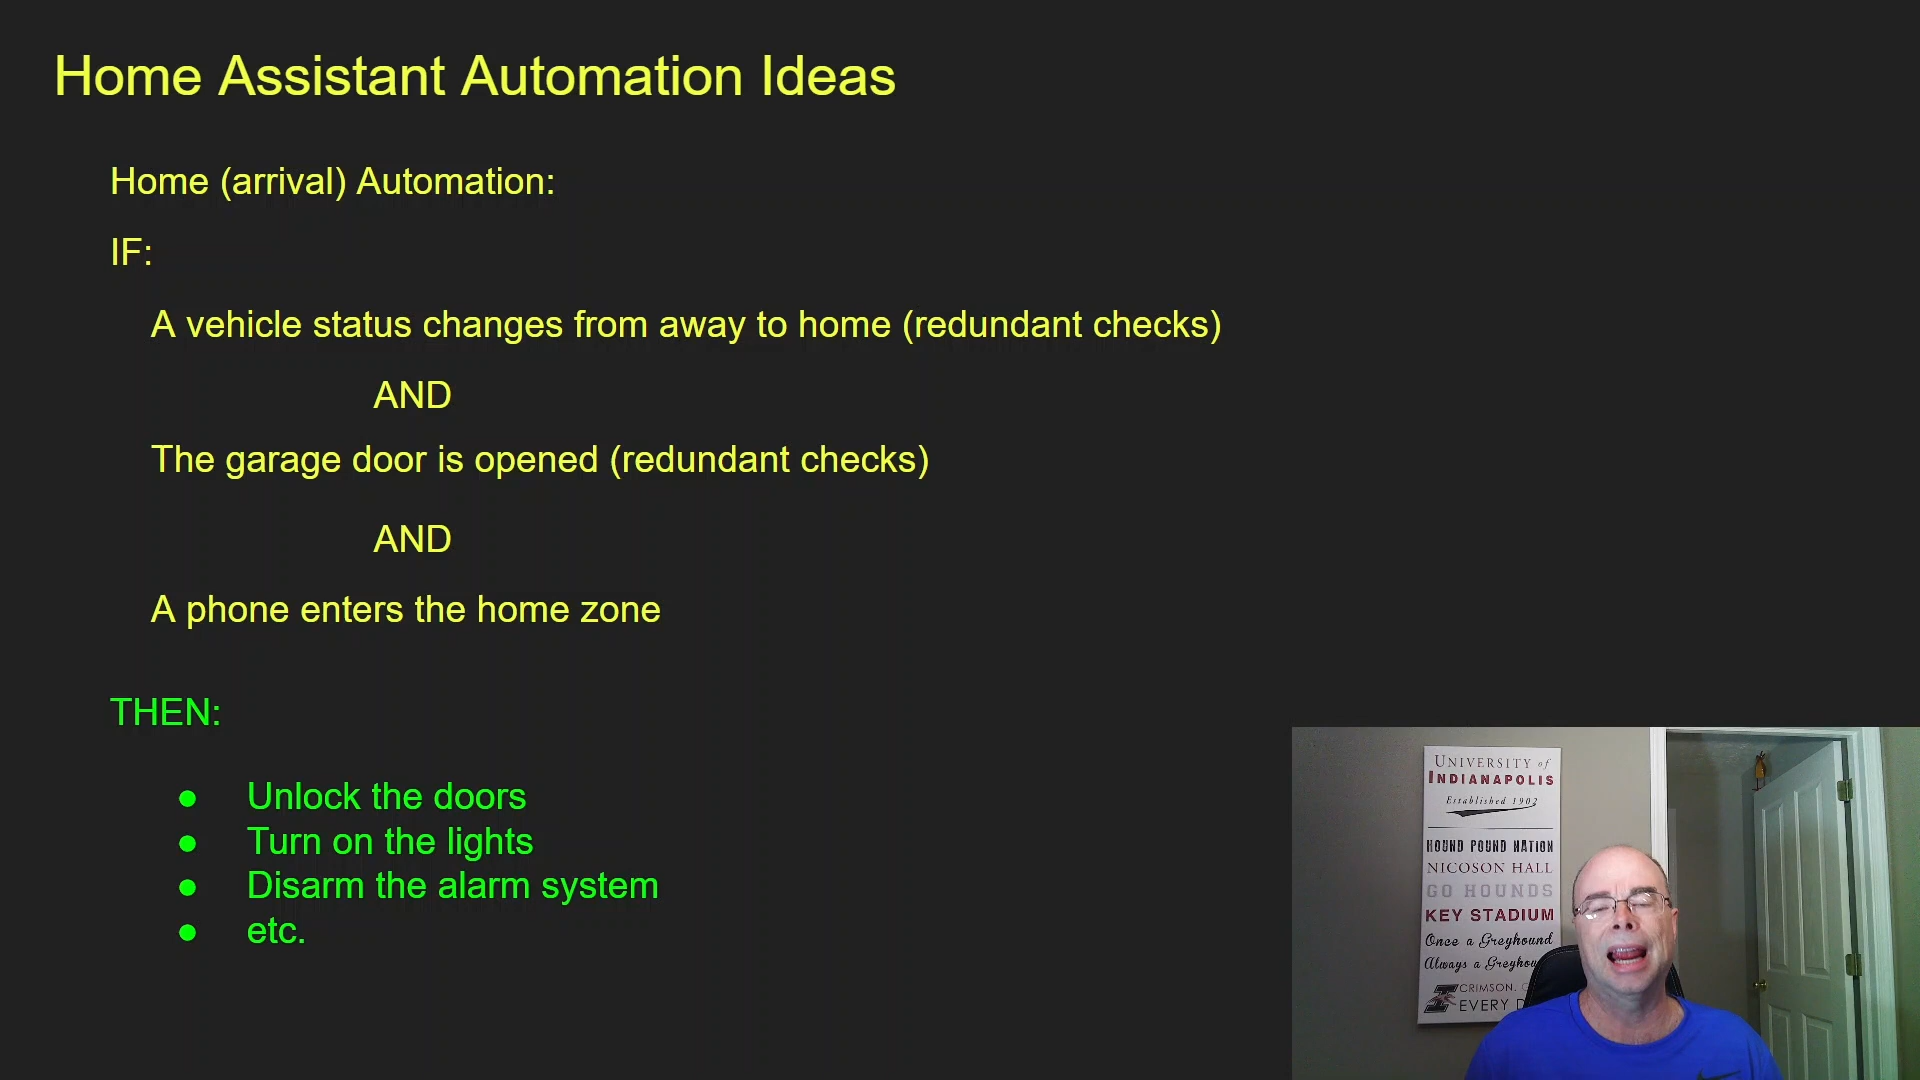 Home Assistant Automation Ideas
Home (arrival) Automation:
IF:
A vehicle status changes from away to home (redundant checks)
AND
The garage door is opened (redundant checks)
AND
A phone enters the home zone
THEN:
● Unlock the doors
● Turn on the lights
● Disarm the alarm system
● etc.
UNIVERSITY of
INDIANAPOLIS
Established 1902
HOUND POUND NATION
NICOSON HALL
GO HOUNDS
KEY STADIUM
Once a Greyhound
Always a
CRIMSON.
EVERY